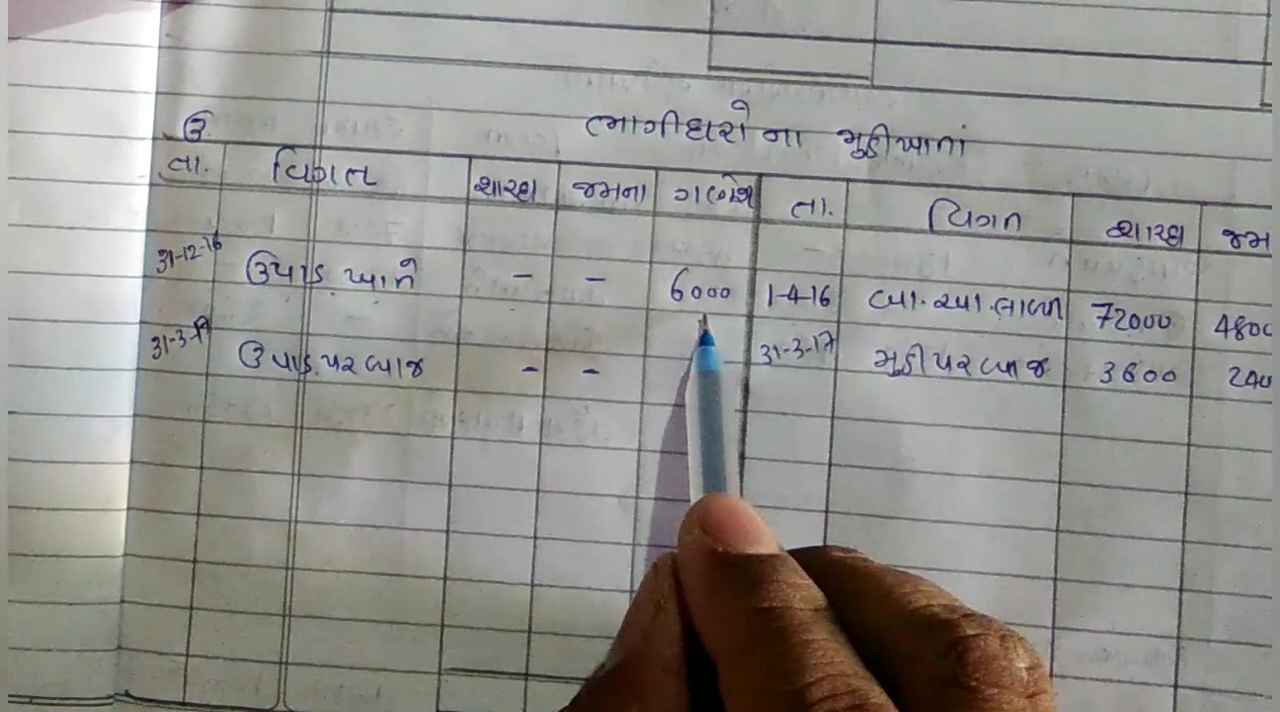 ઉ. ભાગીદારોના મૂડીખાતાં
તા. વિગત શારદા જમના ગણેશ તા. વિગત શારદા જમ
31-12-16 ઉપાડ ખાતે - - 6000 1-4-16 બા. આગ. લાવ્યા 72000 4800
31-3-17 ઉપાડ પર વ્યાજ - - 31-3-17 મૂડી પર વ્યાજ 3600 240